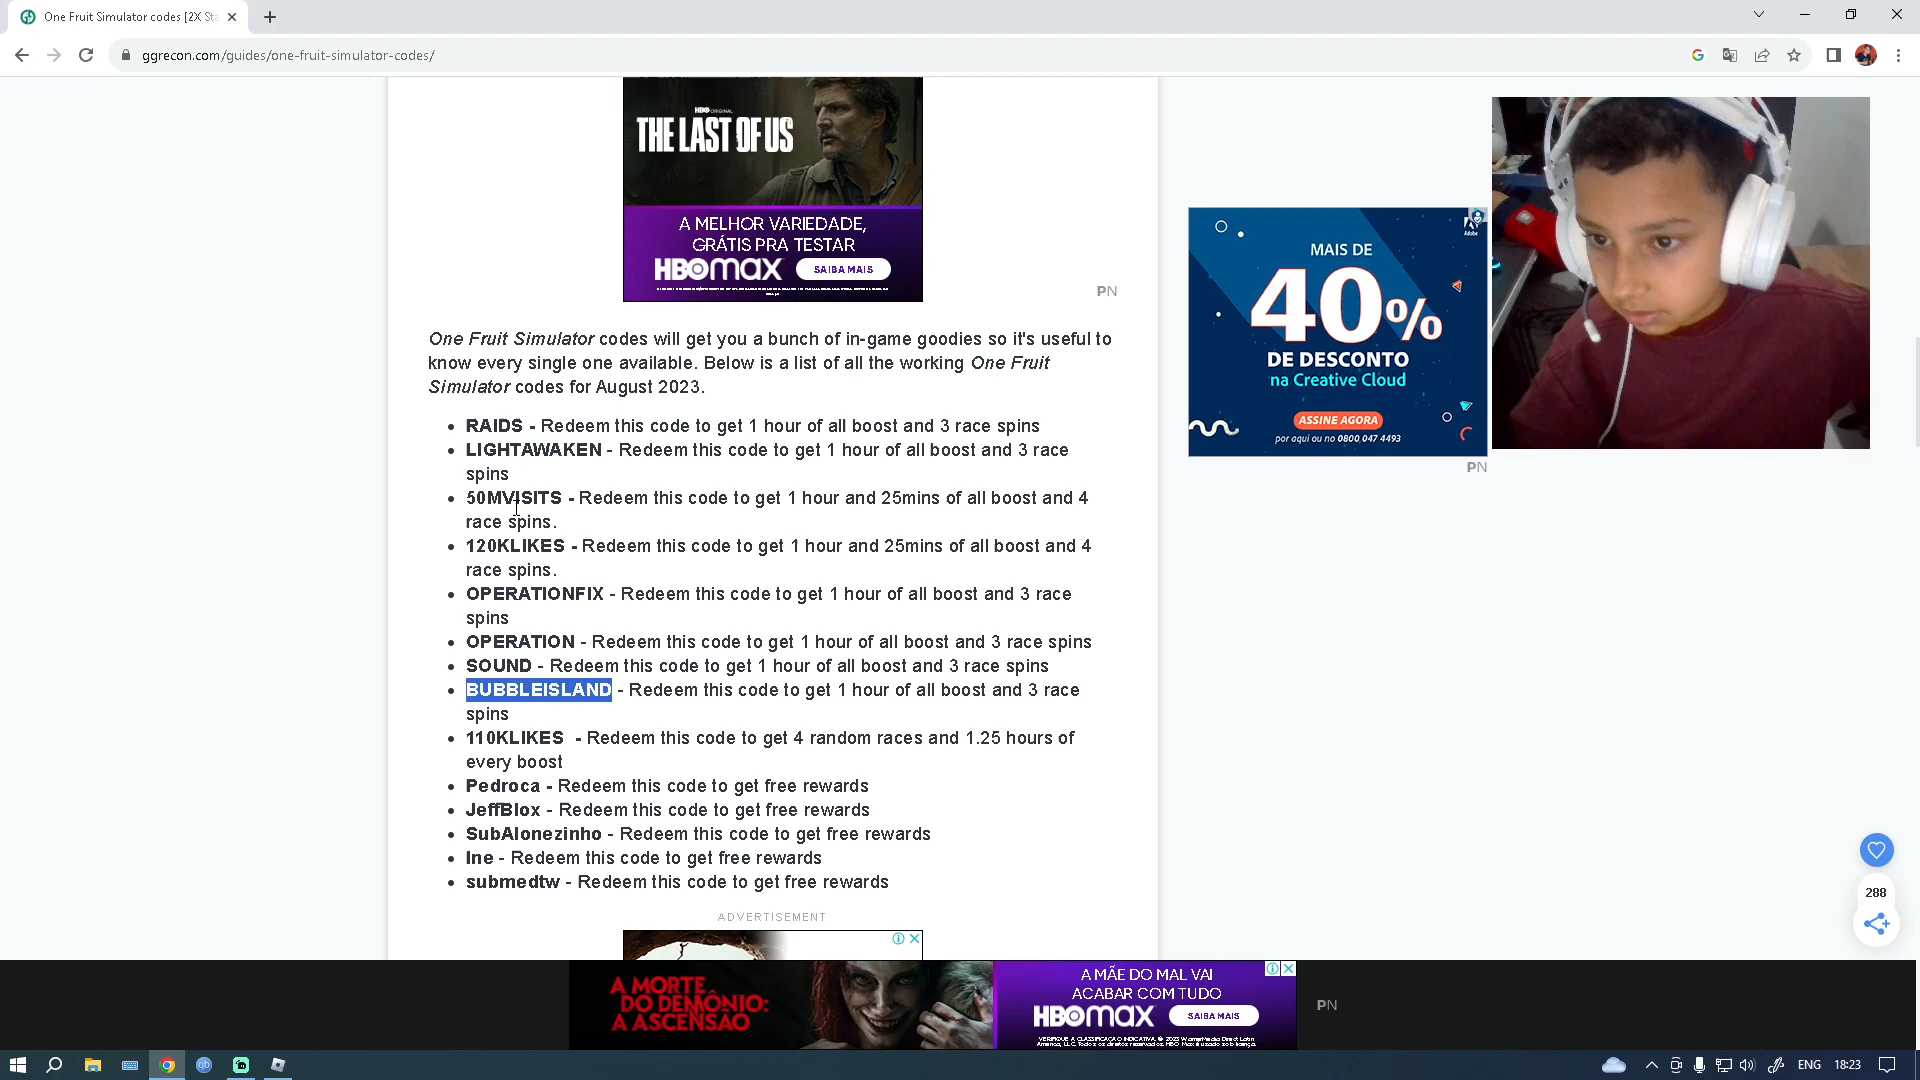 One Fruit Simulator codes [2X Sta
ggrecon.com/guides/one-fruit-simulator-codes/
HBO ORIGINAL
THE LAST OF US
A MELHOR VARIEDADE,
GRÁTIS PRA TESTAR
HBOMAX SAIBA MAIS
PN
Adobe
MAIS DE
40%
DE DESCONTO
na Creative Cloud
ASSINE AGORA
por aqui ou no 0800 047 4493
PN
One Fruit Simulator codes will get you a bunch of in-game goodies so it's useful to
know every single one available. Below is a list of all the working One Fruit
Simulator codes for August 2023.
• RAIDS - Redeem this code to get 1 hour of all boost and 3 race spins
• LIGHTAWAKEN - Redeem this code to get 1 hour of all boost and 3 race
spins
• 50MVISITS - Redeem this code to get 1 hour and 25mins of all boost and 4
race spins.
• 120KLIKES - Redeem this code to get 1 hour and 25mins of all boost and 4
race spins.
• OPERATIONFIX - Redeem this code to get 1 hour of all boost and 3 race
spins
• OPERATION - Redeem this code to get 1 hour of all boost and 3 race spins
• SOUND - Redeem this code to get 1 hour of all boost and 3 race spins
• BUBBLEISLAND - Redeem this code to get 1 hour of all boost and 3 race
spins
• 110KLIKES - Redeem this code to get 4 random races and 1.25 hours of
every boost
• Pedroca - Redeem this code to get free rewards
• JeffBlox - Redeem this code to get free rewards
• SubAlonezinho - Redeem this code to get free rewards
• Ine - Redeem this code to get free rewards
• submedtw - Redeem this code to get free rewards
288
ADVERTISEMENT
A MORTE
DO DEMÔNIO:
A ASCENSÃO
A MÃE DO MAL VAI
ACABAR COM TUDO
HBOMAX SAIBA MAIS
PN
ENG 18:23